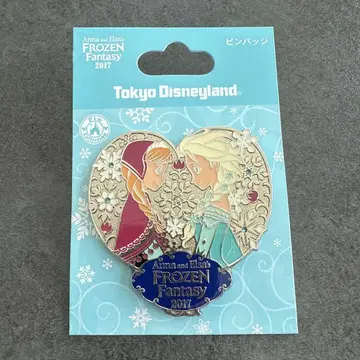 Anna and Elsa's
FROZEN
Fantasy
2017
ピンバッジ
Tokyo Disneyland®
Anna and Elsa's
FROZEN
Fantasy
2017